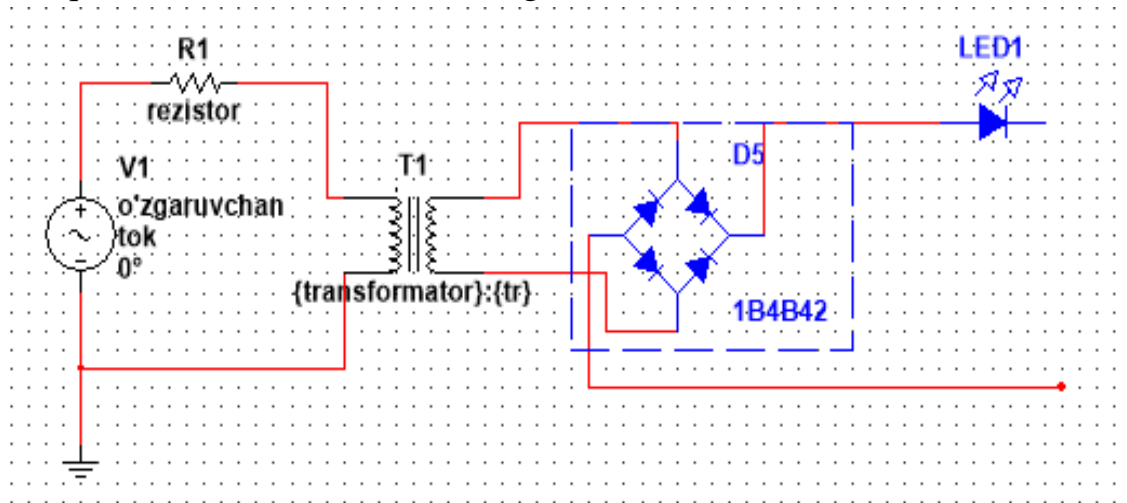 R1
rezistor
V1
o'zgaruvchan
tok
0°
T1
{transformator}:{tr}
D5
1B4B42
LED1